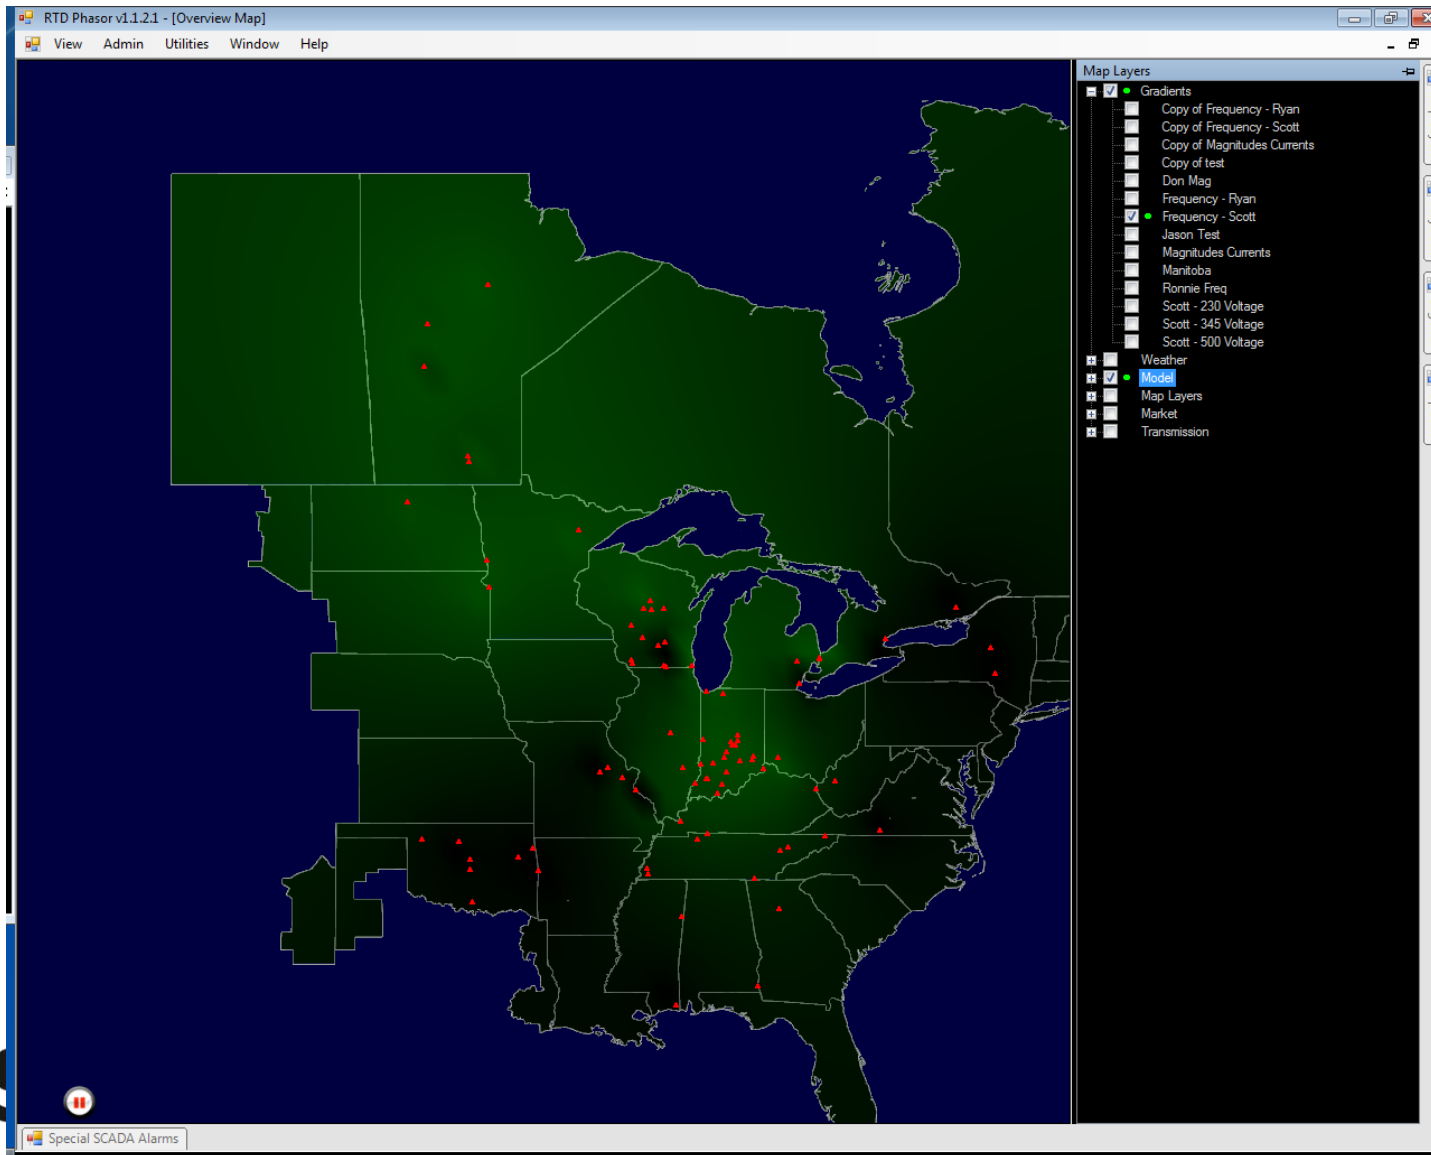 RTD Phasor v1.1.2.1 - [Overview Map]
View Admin Utilities Window Help
Map Layers
Gradients
Copy of Frequency - Ryan
Copy of Frequency - Scott
Copy of Magnitudes Currents
Copy of test
Don Mag
Frequency - Ryan
Frequency - Scott
Jason Test
Magnitudes Currents
Manitoba
Ronnie Freq
Scott - 230 Voltage
Scott - 345 Voltage
Scott - 500 Voltage
Weather
Model
Map Layers
Market
Transmission
Special SCADA Alarms